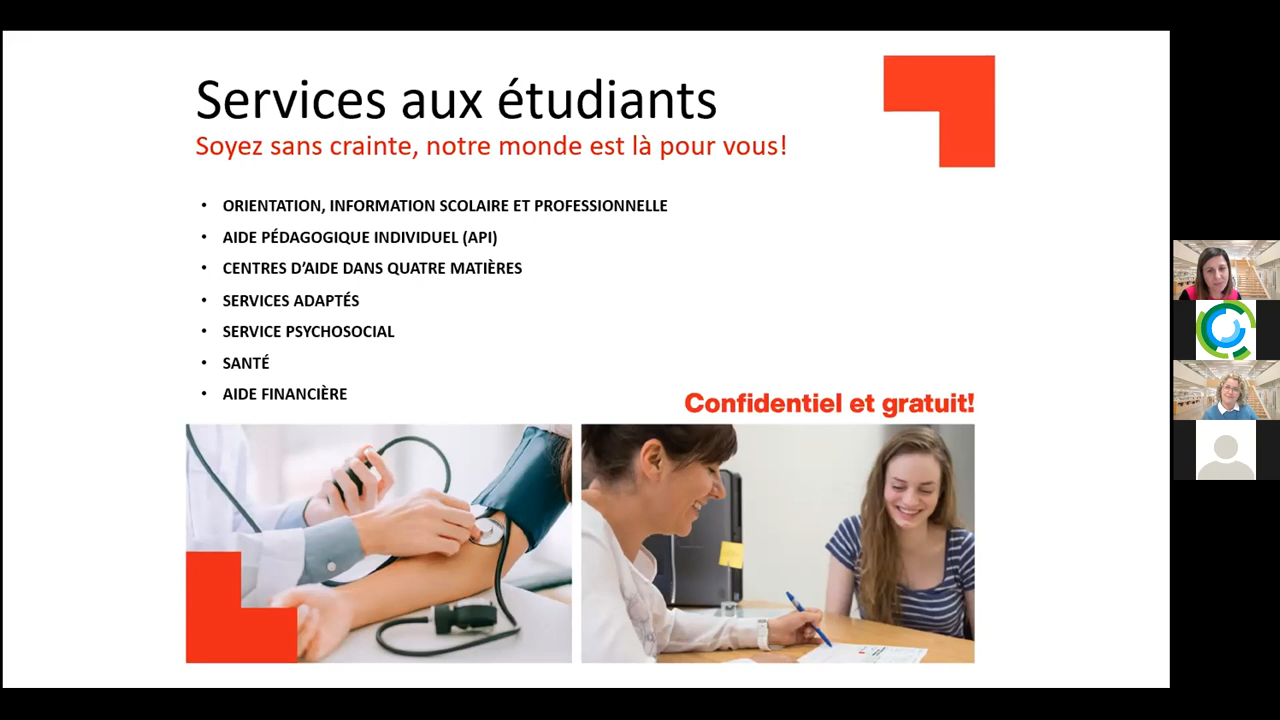 Services aux étudiants
Soyez sans crainte, notre monde est là pour vous!
• ORIENTATION, INFORMATION SCOLAIRE ET PROFESSIONNELLE
• AIDE PÉDAGOGIQUE INDIVIDUEL (API)
• CENTRES D’AIDE DANS QUATRE MATIÈRES
• SERVICES ADAPTÉS
• SERVICE PSYCHOSOCIAL
• SANTÉ
• AIDE FINANCIÈRE
Confidentiel et gratuit!